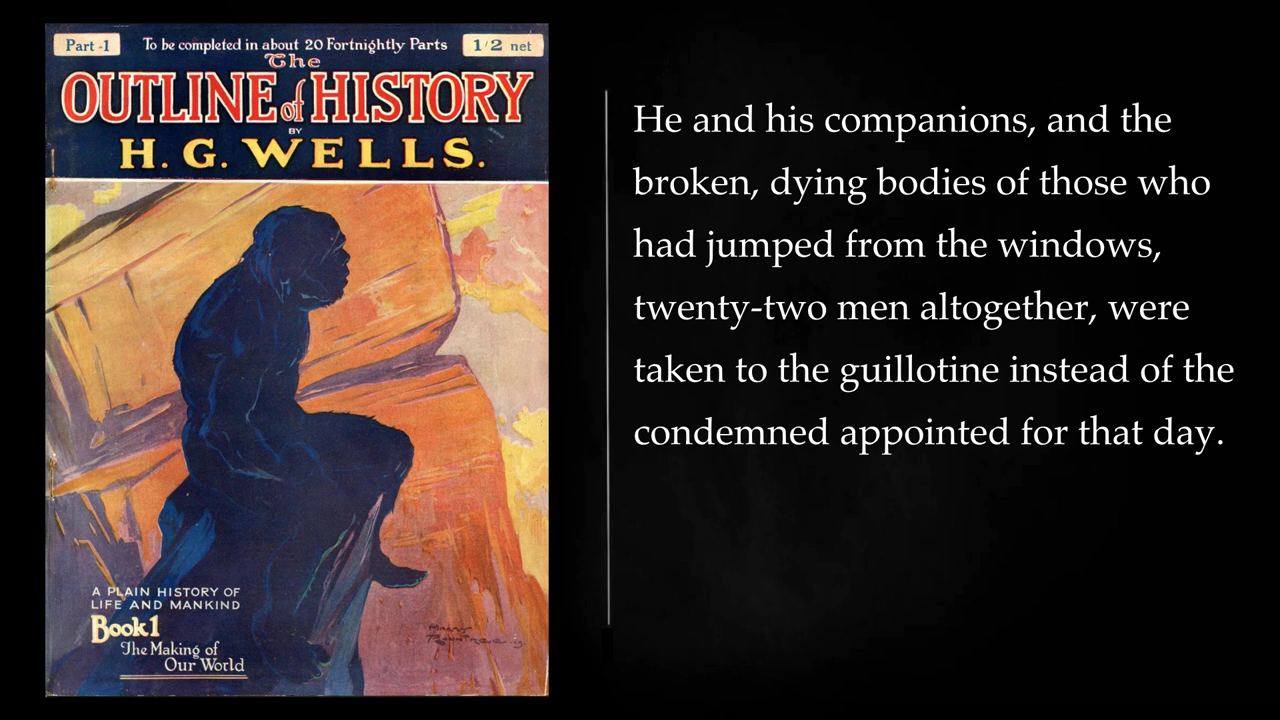 Part-1
To be completed in about 20 Fortnightly Parts
1/2 net
The
OUTLINE of HISTORY
BY
H. G. WELLS.
A PLAIN HISTORY OF
LIFE AND MANKIND
Book 1
The Making of
Our World
He and his companions, and the
broken, dying bodies of those who
had jumped from the windows,
twenty-two men altogether, were
taken to the guillotine instead of the
condemned appointed for that day.